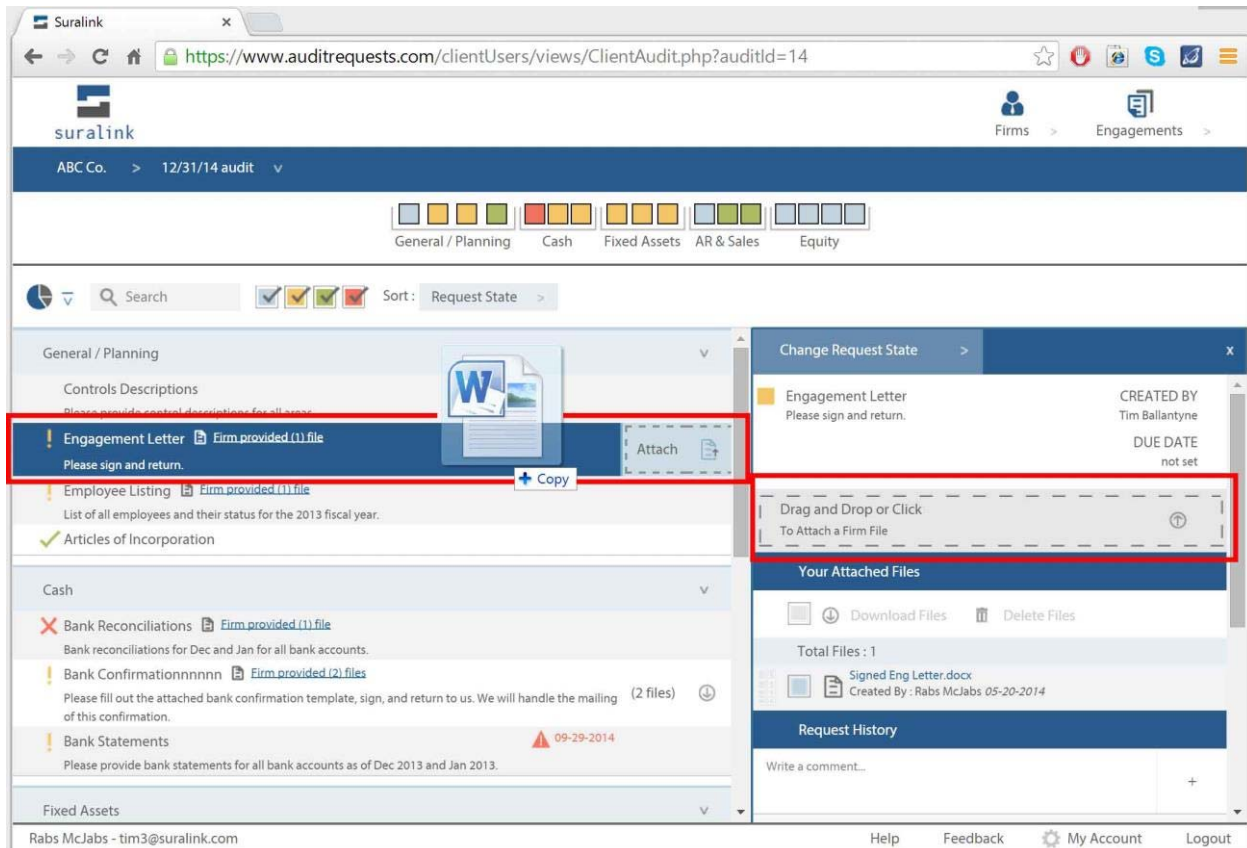 Suralink
https://www.auditrequests.com/clientUsers/views/ClientAudit.php?auditId=14
suralink
Firms >
Engagements >
ABC Co. > 12/31/14 audit v
General / Planning
Cash
Fixed Assets
AR & Sales
Equity
Search
Sort : Request State >
General / Planning
Controls Descriptions
Please provide control descriptions for all areas
Engagement Letter Firm provided (1) file
Please sign and return.
Attach
W
Copy
Employee Listing Firm provided (1) file
List of all employees and their status for the 2013 fiscal year.
Articles of Incorporation
Cash
Bank Reconciliations Firm provided (1) file
Bank reconciliations for Dec and Jan for all bank accounts.
Bank Confirmationnnnnn Firm provided (2) files
Please fill out the attached bank confirmation template, sign, and return to us. We will handle the mailing
of this confirmation.
(2 files)
Bank Statements
09-29-2014
Please provide bank statements for all bank accounts as of Dec 2013 and Jan 2013.
Fixed Assets
Change Request State >
x
Engagement Letter
Please sign and return.
CREATED BY
Tim Ballantyne
DUE DATE
not set
Drag and Drop or Click
To Attach a Firm File
Your Attached Files
Download Files
Delete Files
Total Files : 1
Signed Eng Letter.docx
Created By : Rabs McJabs 05-20-2014
Request History
Write a comment...
+
Rabs McJabs - tim3@suralink.com
Help
Feedback
My Account
Logout